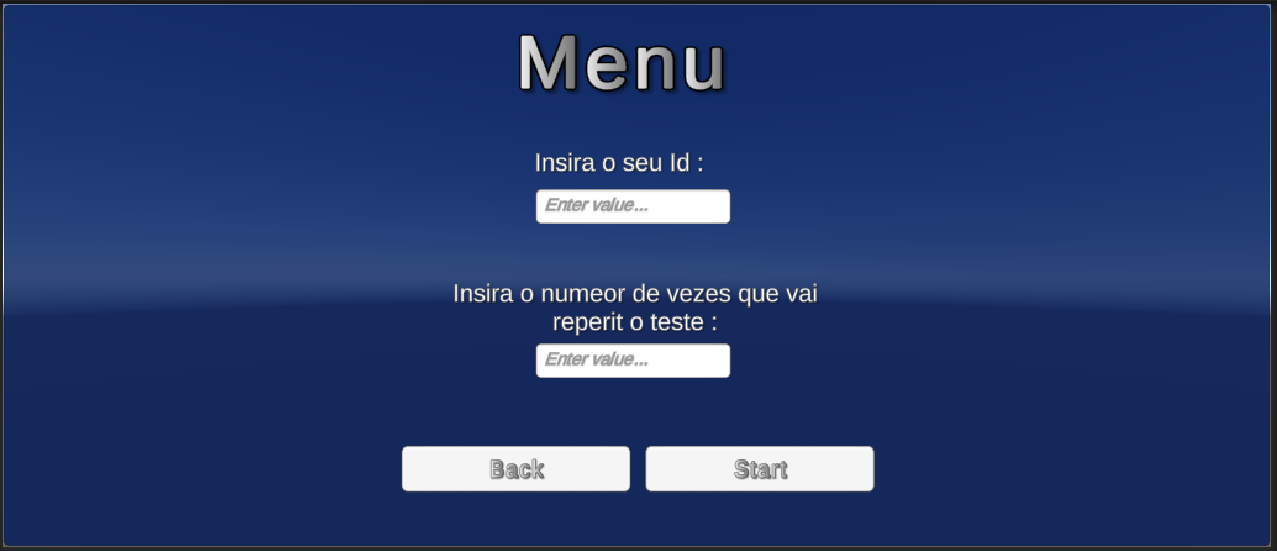 Menu
Insira o seu Id :
Enter value...
Insira o numeor de vezes que vai
reperit o teste :
Enter value...
Back
Start